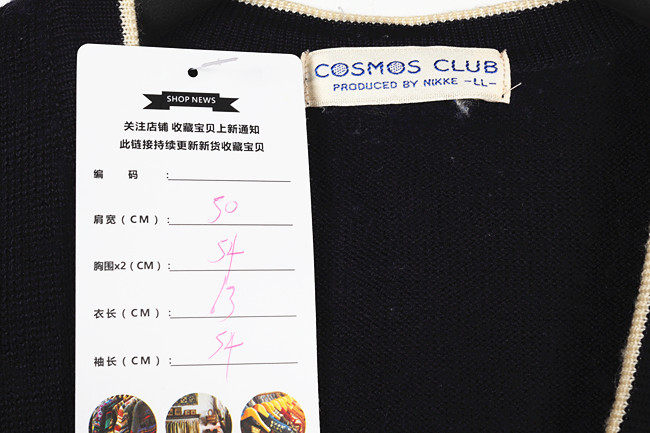 COSMOS CLUB
PRODUCED BY NIKKE -LL-
SHOP NEWS
关注店铺 收藏宝贝上新通知
此链接持续更新新货收藏宝贝
编 码 :
肩宽(CM): 50
胸围x2(CM): 54
衣长(CM):
袖长(CM): 54